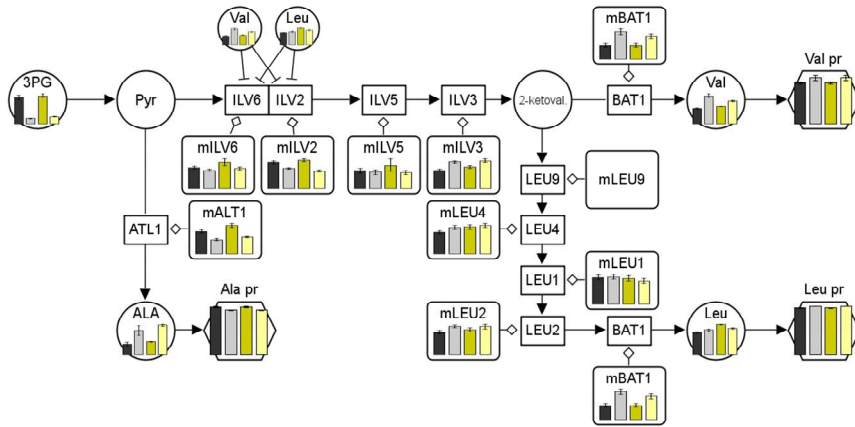 Val
Leu
mBAT1
3PG
Val
Val pr
Pyr
ILV6
ILV2
ILV5
ILV3
2-ketoval.
BAT1
mILV6
mILV2
mILV5
mILV3
LEU9
mLEU9
mALT1
ATL1
mLEU4
LEU4
mLEU1
LEU1
ALA
Ala pr
mLEU2
LEU2
BAT1
Leu
Leu pr
mBAT1